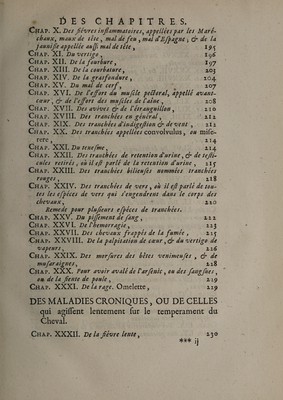 DES CHAPITRES.
CHAP. X. Des fiévres inflammatoires, appellées par les Maréchaux, maux de tête, mal de feu, mal d'Espagne, & de la jaunisse appellée aussi mal de tête, 195
CHAP. XI. Du vertige, 196
CHAP. XII. De la fourbure, 197
CHAP. XIII. De la courbature, 203
CHAP. XIV. De la grasfondure, 204
CHAP. XV. Du mal de cerf, 207
CHAP. XVI. De l'effort du muscle pectoral, appellé avant-
cœur, & de l'effort des muscles de l'aîne, 208
CHAP. XVII. Des avives & de l'étranguillon, 210
CHAP. XVIII. Des tranchées en général, 212
CHAP. XIX. Des tranchées d'indigestion & de vent, 212
CHAP. XX. Des tranchées appellées convolvulus, ou mise-
rere, 214
CHAP. XXI. Du tenesme, 214
CHAP. XXII. Des tranchées de retention d'urine, & de testi-
cules retirés, où il est parlé de la retention d'urine, 215
CHAP. XXIII. Des tranchées bilieuses nommées tranchées
rouges, 218
CHAP. XXIV. Des tranchées de vers, où il est parlé de tou-
tes les especes de vers qui s'engendrent dans le corps des
chevaux, 220
Remede pour plusieurs especes de tranchées.
CHAP. XXV. Du pissement de sang, 222
CHAP. XXVI. De l'hemorragie, 223
CHAP. XXVII. Des chevaux frappés de la fumée, 225
CHAP. XXVIII. De la palpitation de cœur, & du vertige de
vapeurs, 226
CHAP. XXIX. Des morsures des bêtes venimeuses, & de
musaraignes, 228
CHAP. XXX. Pour avoir avalé de l'arsenic, ou des sangsues,
ou de la fiente de poule, 229
CHAP. XXXI. De la rage. Omelette, 229
DES MALADIES CRONIQUES, OU DE CELLES
qui agissent lentement sur le temperament du
Cheval.
CHAP. XXXII. De la fiévre lente, 230
*** ij